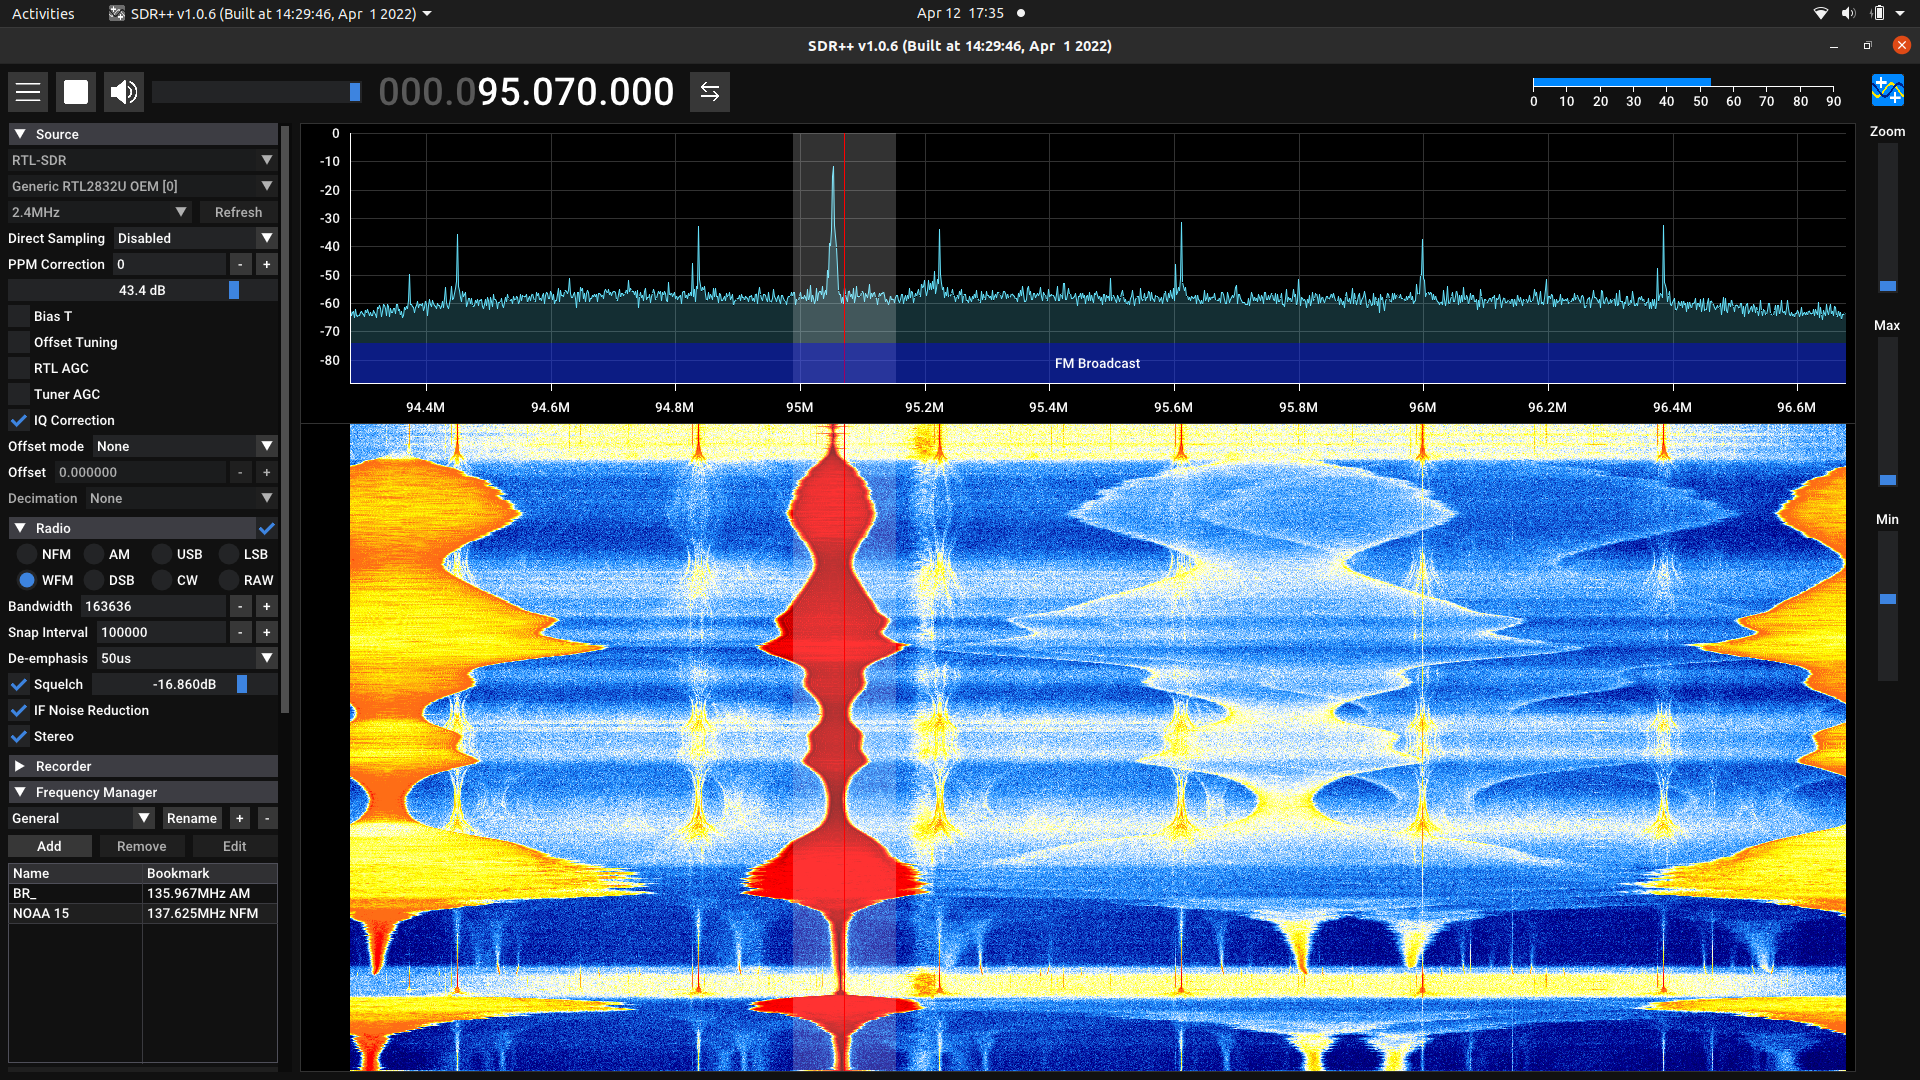 Activities SDR++ v1.0.6 (Built at 14:29:46, Apr 1 2022) Apr 12 17:35
SDR++ v1.0.6 (Built at 14:29:46, Apr 1 2022)
000.095.070.000
0 10 20 30 40 50 60 70 80 90
Source
RTL-SDR
Generic RTL2832U OEM [0]
2.4MHz Refresh
Direct Sampling Disabled
PPM Correction 0 - +
43.4 dB
Bias T
Offset Tuning
RTL AGC
Tuner AGC
IQ Correction
Offset mode None
Offset 0.000000 - +
Decimation None
Radio
NFM AM USB LSB
WFM DSB CW RAW
Bandwidth 163636 - +
Snap Interval 100000 - +
De-emphasis 50us
Squelch -16.860dB
IF Noise Reduction
Stereo
Recorder
Frequency Manager
General Rename + -
Add Remove Edit
Name Bookmark
BR_ 135.967MHz AM
NOAA 15 137.625MHz NFM
0
-10
-20
-30
-40
-50
-60
-70
-80
FM Broadcast
94.4M 94.6M 94.8M 95M 95.2M 95.4M 95.6M 95.8M 96M 96.2M 96.4M 96.6M
Zoom
Max
Min